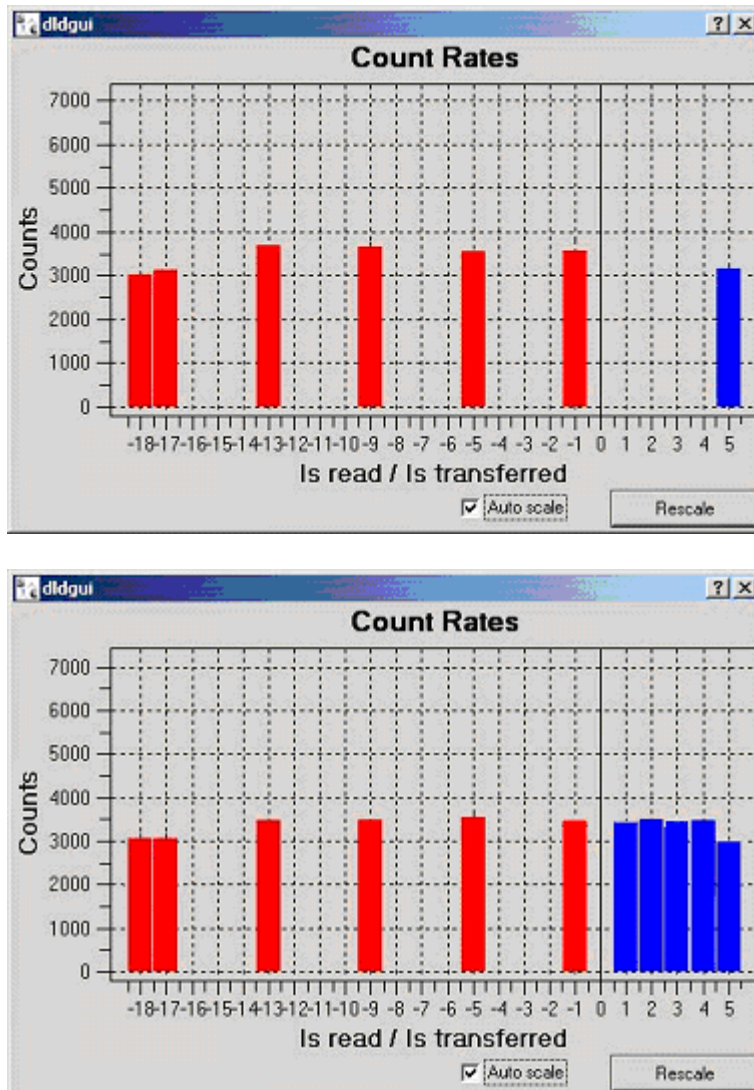 dldgui
Count Rates
7000
6000
5000
4000
3000
2000
1000
0
Counts
-18-17-16-15-14-13-12-11-10-9 -8 -7 -6 -5 -4 -3 -2 -1 0 1 2 3 4 5
Is read / Is transferred
Auto scale
Rescale
dldgui
Count Rates
7000
6000
5000
4000
3000
2000
1000
0
Counts
-18-17-16-15-14-13-12-11-10-9 -8 -7 -6 -5 -4 -3 -2 -1 0 1 2 3 4 5
Is read / Is transferred
Auto scale
Rescale